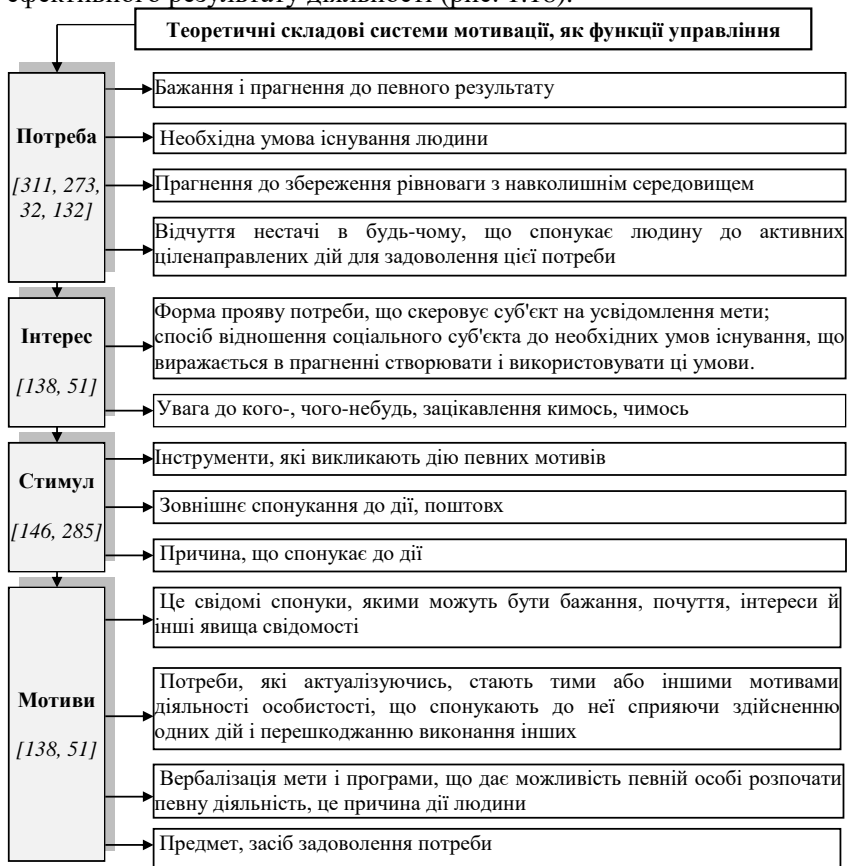 ефективного результату діяльності (рис. 1.18).
Теоретичні складові системи мотивації, як функції управління
Потреба
[311, 273,
32, 132]
Бажання і прагнення до певного результату
Необхідна умова існування людини
Прагнення до збереження рівноваги з навколишнім середовищем
Відчуття нестачі в будь-чому, що спонукає людину до активних
ціленаправлених дій для задоволення цієї потреби
Інтерес
[138, 51]
Форма прояву потреби, що скеровує суб'єкт на усвідомлення мети;
спосіб відношення соціального суб'єкта до необхідних умов існування, що
виражається в прагненні створювати і використовувати ці умови.
Увага до кого-, чого-небудь, зацікавлення кимось, чимось
Стимул
[146, 285]
Інструменти, які викликають дію певних мотивів
Зовнішнє спонукання до дії, поштовх
Причина, що спонукає до дії
Мотиви
[138, 51]
Це свідомі спонуки, якими можуть бути бажання, почуття, інтереси й
інші явища свідомості
Потреби, які актуалізуючись, стають тими або іншими мотивами
діяльності особистості, що спонукають до неї сприяючи здійсненню
одних дій і перешкоджанню виконання інших
Вербалізація мети і програми, що дає можливість певній особі розпочати
певну діяльність, це причина дії людини
Предмет, засіб задоволення потреби